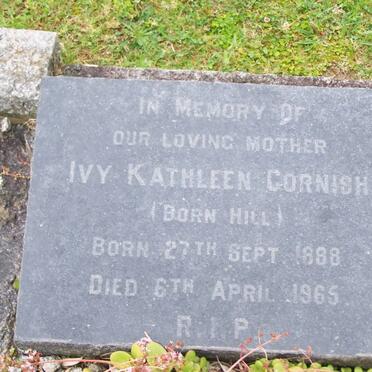 IN MEMORY OF
OUR LOVING MOTHER
IVY KATHLEEN CORNISH
(BORN HILL)
BORN 27TH SEPT. 1888
DIED 6TH APRIL 1965.
R.I.P.